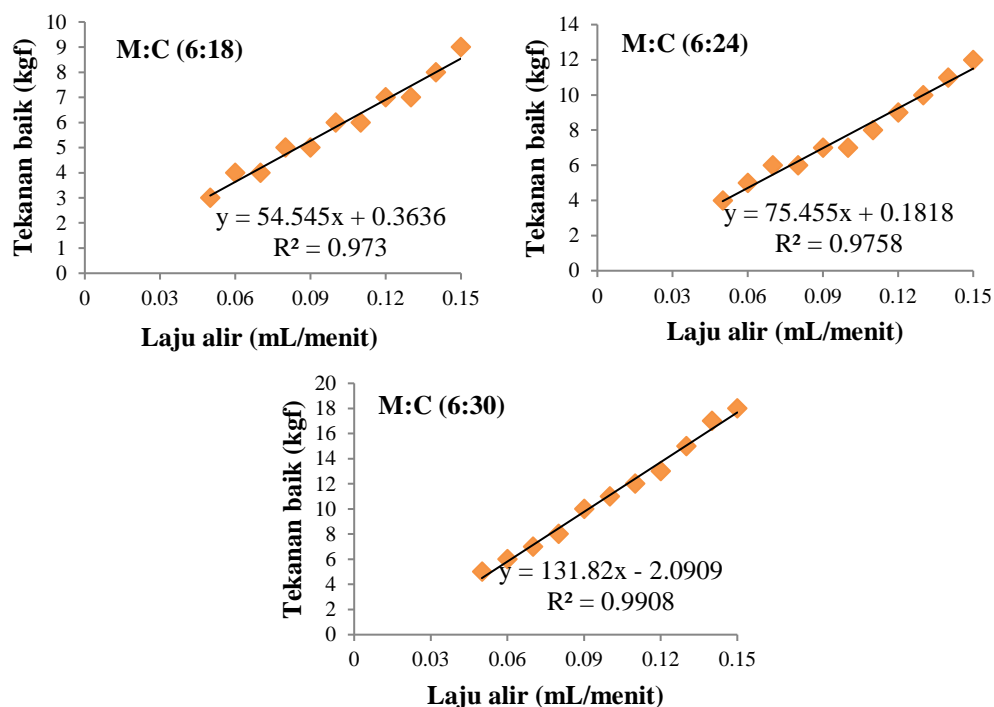 M:C (6:18)
Tekanan baik (kgf)
10
9
8
7
6
5
4
3
2
1
0
y = 54.545x + 0.3636
R² = 0.973
0 0.03 0.06 0.09 0.12 0.15
Laju alir (mL/menit)
M:C (6:24)
Tekanan baik (kgf)
14
12
10
8
6
4
2
0
y = 75.455x + 0.1818
R² = 0.9758
0 0.03 0.06 0.09 0.12 0.15
Laju alir (mL/menit)
M:C (6:30)
Tekanan baik (kgf)
20
18
16
14
12
10
8
6
4
2
0
y = 131.82x - 2.0909
R² = 0.9908
0 0.03 0.06 0.09 0.12 0.15
Laju alir (mL/menit)